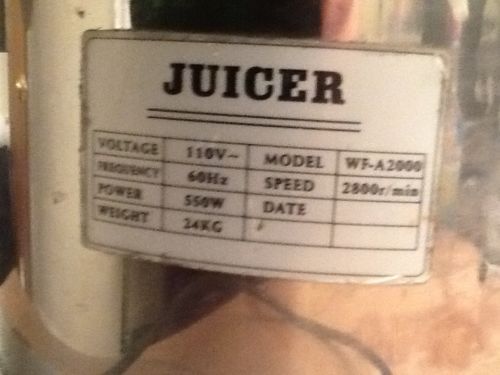 JUICER
VOLTAGE 110V~ MODEL WF-A2000
FREQUENCY 60Hz SPEED 2800r/min
POWER 550W DATE
WEIGHT 24KG